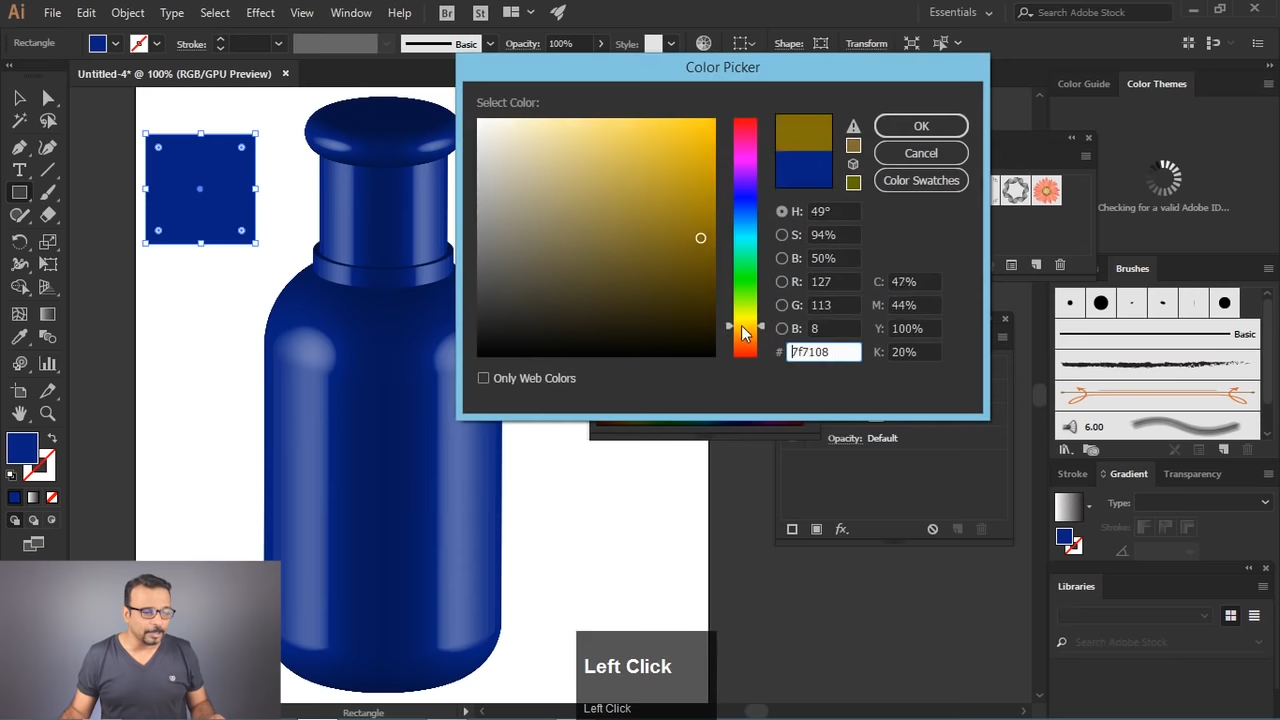 Ai File Edit Object Type Select Effect View Window Help Br St Essentials Search Adobe Stock
Rectangle Stroke: Basic Opacity: 100% Style: Shape: Transform
Untitled-4* @ 100% (RGB/GPU Preview)
Color Picker
Color Guide Color Themes
Select Color:
OK
Cancel
Color Swatches
Checking for a valid Adobe ID...
H: 49°
S: 94%
B: 50%
R: 127 C: 47%
G: 113 M: 44%
B: 8 Y: 100%
# 7f7108 K: 20%
Only Web Colors
Brushes
Basic
6.00
Opacity: Default
Stroke Gradient Transparency
Type:
Stroke:
Libraries
Left Click
Left Click
Rectangle